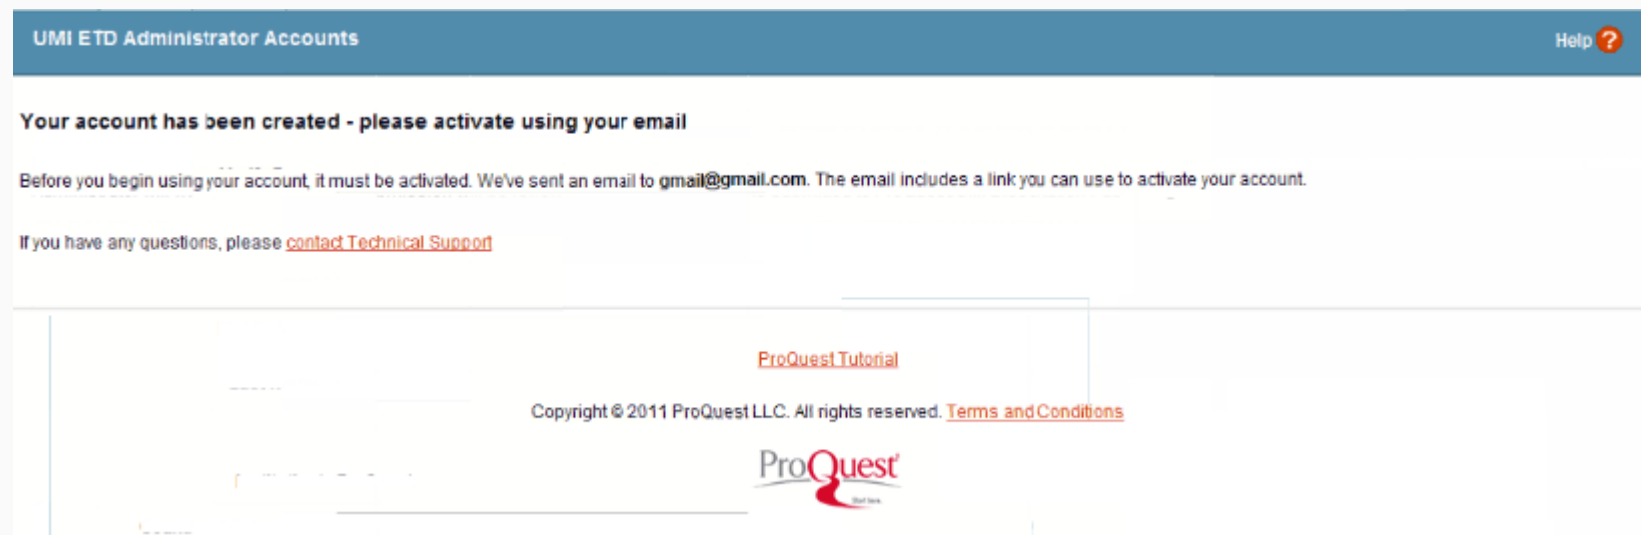 UMI ETD Administrator Accounts
Help ?
Your account has been created - please activate using your email
Before you begin using your account, it must be activated. We've sent an email to gmail@gmail.com. The email includes a link you can use to activate your account.
If you have any questions, please contact Technical Support
ProQuest Tutorial
Copyright © 2011 ProQuest LLC. All rights reserved. Terms and Conditions
ProQuest
Start here.